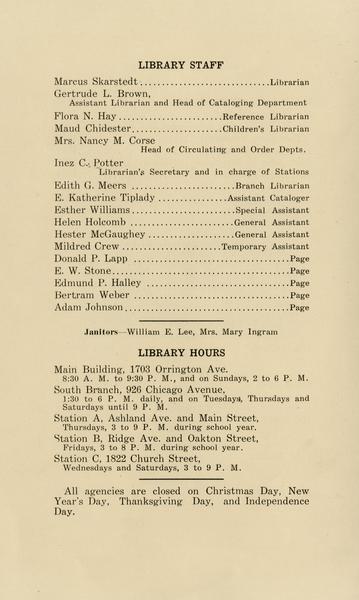 LIBRARY STAFF
Marcus Skarstedt..............................Librarian
Gertrude L. Brown,
Assistant Librarian and Head of Cataloging Department
Flora N. Hay........................Reference Librarian
Maud Chidester.....................Children's Librarian
Mrs. Nancy M. Corse
Head of Circulating and Order Depts.
Inez C. Potter
Librarian's Secretary and in charge of Stations
Edith G. Meers ........................Branch Librarian
E. Katherine Tiplady ................Assistant Cataloger
Esther Williams........................Special Assistant
Helen Holcomb ........................General Assistant
Hester McGaughey....................General Assistant
Mildred Crew .......................Temporary Assistant
Donald P. Lapp ....................................Page
E. W. Stone.........................................Page
Edmund P. Halley .................................Page
Bertram Weber ....................................Page
Adam Johnson......................................Page
Janitors—William E. Lee, Mrs. Mary Ingram
LIBRARY HOURS
Main Building, 1703 Orrington Ave.
8:30 A. M. to 9:30 P. M., and on Sundays, 2 to 6 P. M.
South Branch, 926 Chicago Avenue,
1:30 to 6 P. M. daily, and on Tuesdays, Thursdays and
Saturdays until 9 P. M.
Station A, Ashland Ave. and Main Street,
Thursdays, 3 to 9 P. M. during school year.
Station B, Ridge Ave. and Oakton Street,
Fridays, 3 to 8 P. M. during school year.
Station C, 1822 Church Street,
Wednesdays and Saturdays, 3 to 9 P. M.
All agencies are closed on Christmas Day, New
Year's Day, Thanksgiving Day, and Independence
Day.